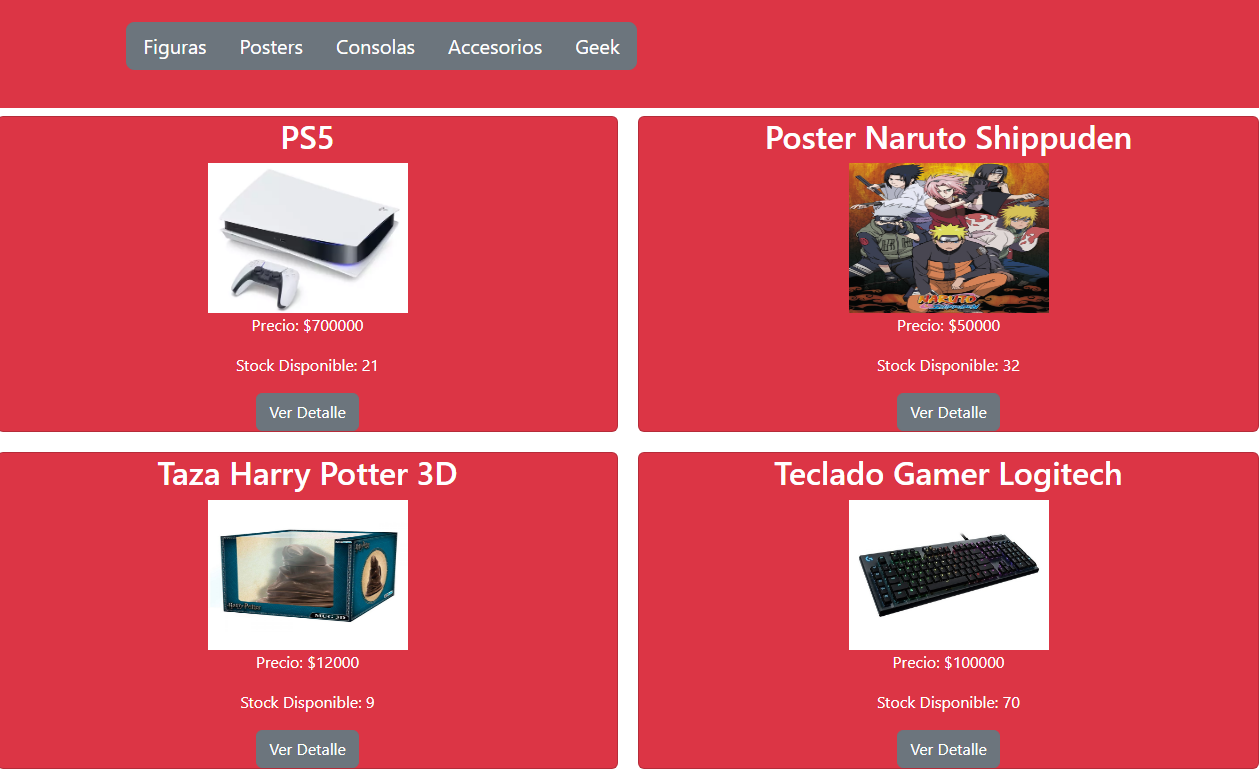 Figuras Posters Consolas Accesorios Geek
PS5
Precio: $700000
Stock Disponible: 21
Ver Detalle
Poster Naruto Shippuden
NARUTO
Precio: $50000
Stock Disponible: 32
Ver Detalle
Taza Harry Potter 3D
Harry Potter
MUG 3D
Precio: $12000
Stock Disponible: 9
Ver Detalle
Teclado Gamer Logitech
G
Precio: $100000
Stock Disponible: 70
Ver Detalle